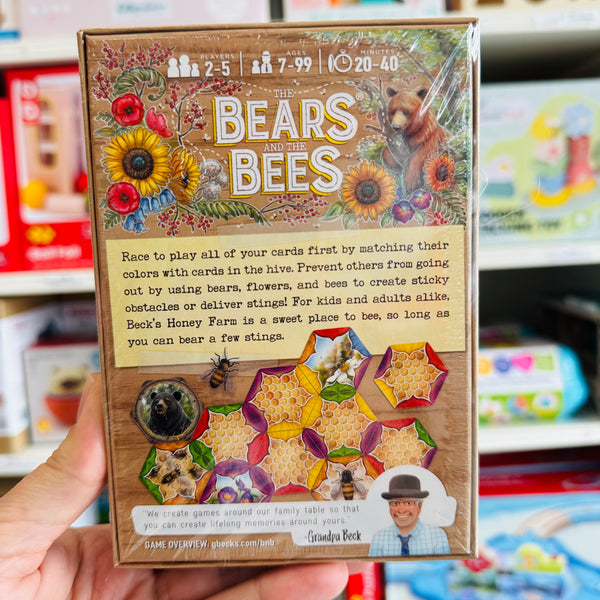 PLAYERS 2-5 | AGES 7-99 | MINUTES 20-40
THE
BEARS®
AND THE
BEES
Race to play all of your cards first by matching their
colors with cards in the hive. Prevent others from going
out by using bears, flowers, and bees to create sticky
obstacles or deliver stings! For kids and adults alike,
Beck's Honey Farm is a sweet place to bee, so long as
you can bear a few stings.
"We create games around our family table so that
you can create lifelong memories around yours."
-Grandpa Beck
GAME OVERVIEW: gbecks.com/bnb